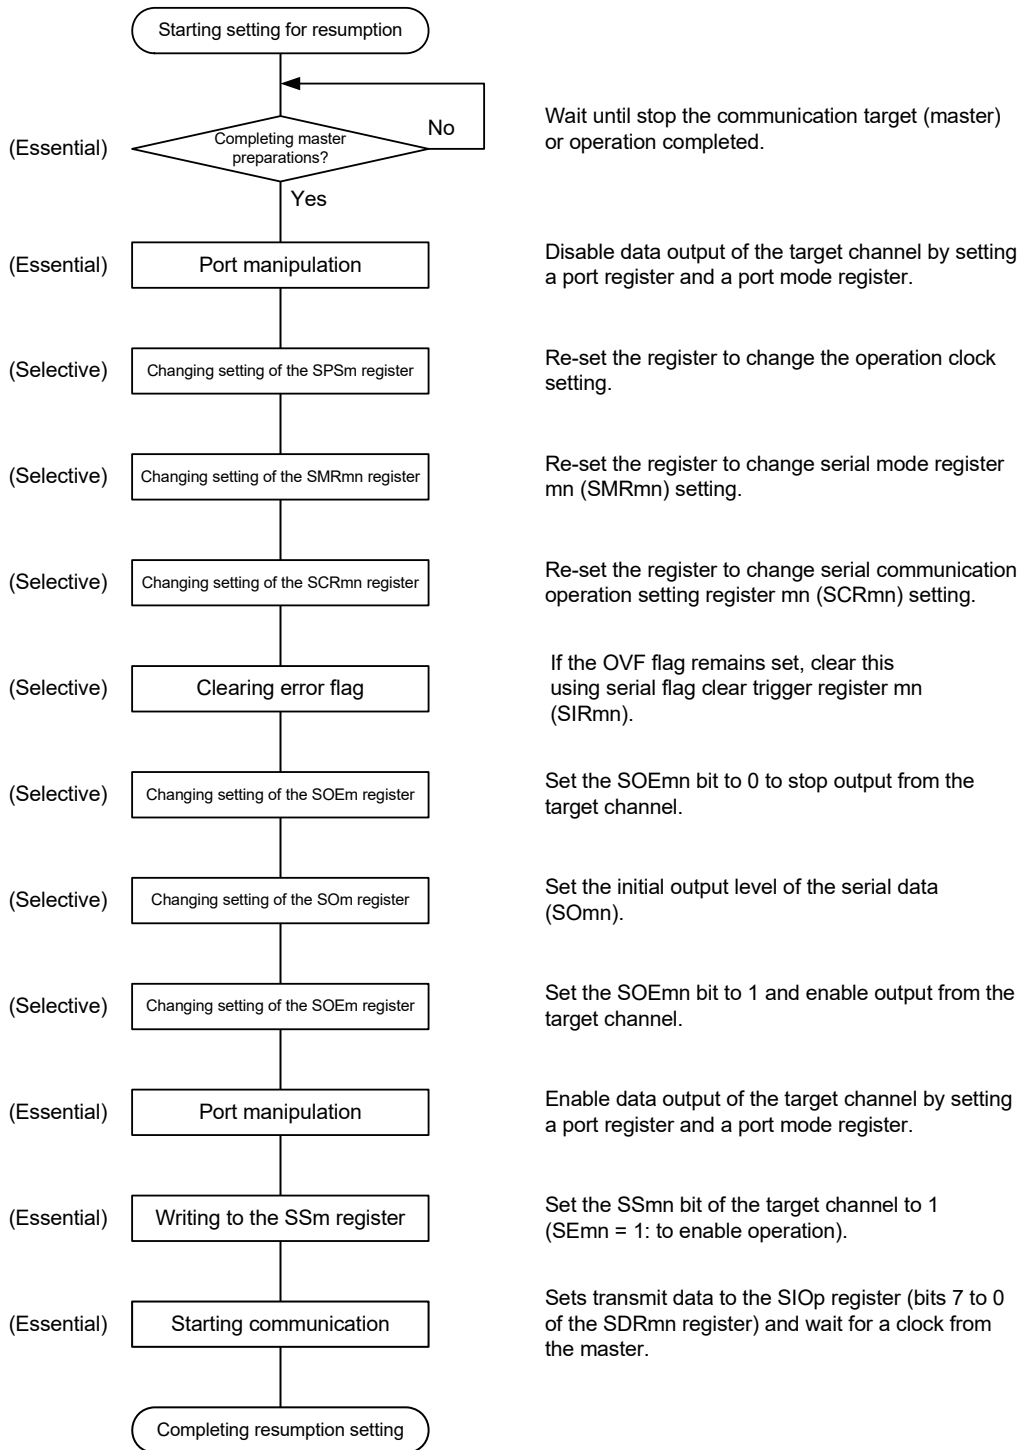 Starting setting for resumption
(Essential)
Completing master
preparations?
No
Yes
Wait until stop the communication target (master)
or operation completed.
(Essential)
Port manipulation
Disable data output of the target channel by setting
a port register and a port mode register.
(Selective)
Changing setting of the SPSm register
Re-set the register to change the operation clock
setting.
(Selective)
Changing setting of the SMRmn register
Re-set the register to change serial mode register
mn (SMRmn) setting.
(Selective)
Changing setting of the SCRmn register
Re-set the register to change serial communication
operation setting register mn (SCRmn) setting.
(Selective)
Clearing error flag
If the OVF flag remains set, clear this
using serial flag clear trigger register mn
(SIRmn).
(Selective)
Changing setting of the SOEm register
Set the SOEmn bit to 0 to stop output from the
target channel.
(Selective)
Changing setting of the SOm register
Set the initial output level of the serial data
(SOmn).
(Selective)
Changing setting of the SOEm register
Set the SOEmn bit to 1 and enable output from the
target channel.
(Essential)
Port manipulation
Enable data output of the target channel by setting
a port register and a port mode register.
(Essential)
Writing to the SSm register
Set the SSmn bit of the target channel to 1
(SEmn = 1: to enable operation).
(Essential)
Starting communication
Sets transmit data to the SIOp register (bits 7 to 0
of the SDRmn register) and wait for a clock from
the master.
Completing resumption setting